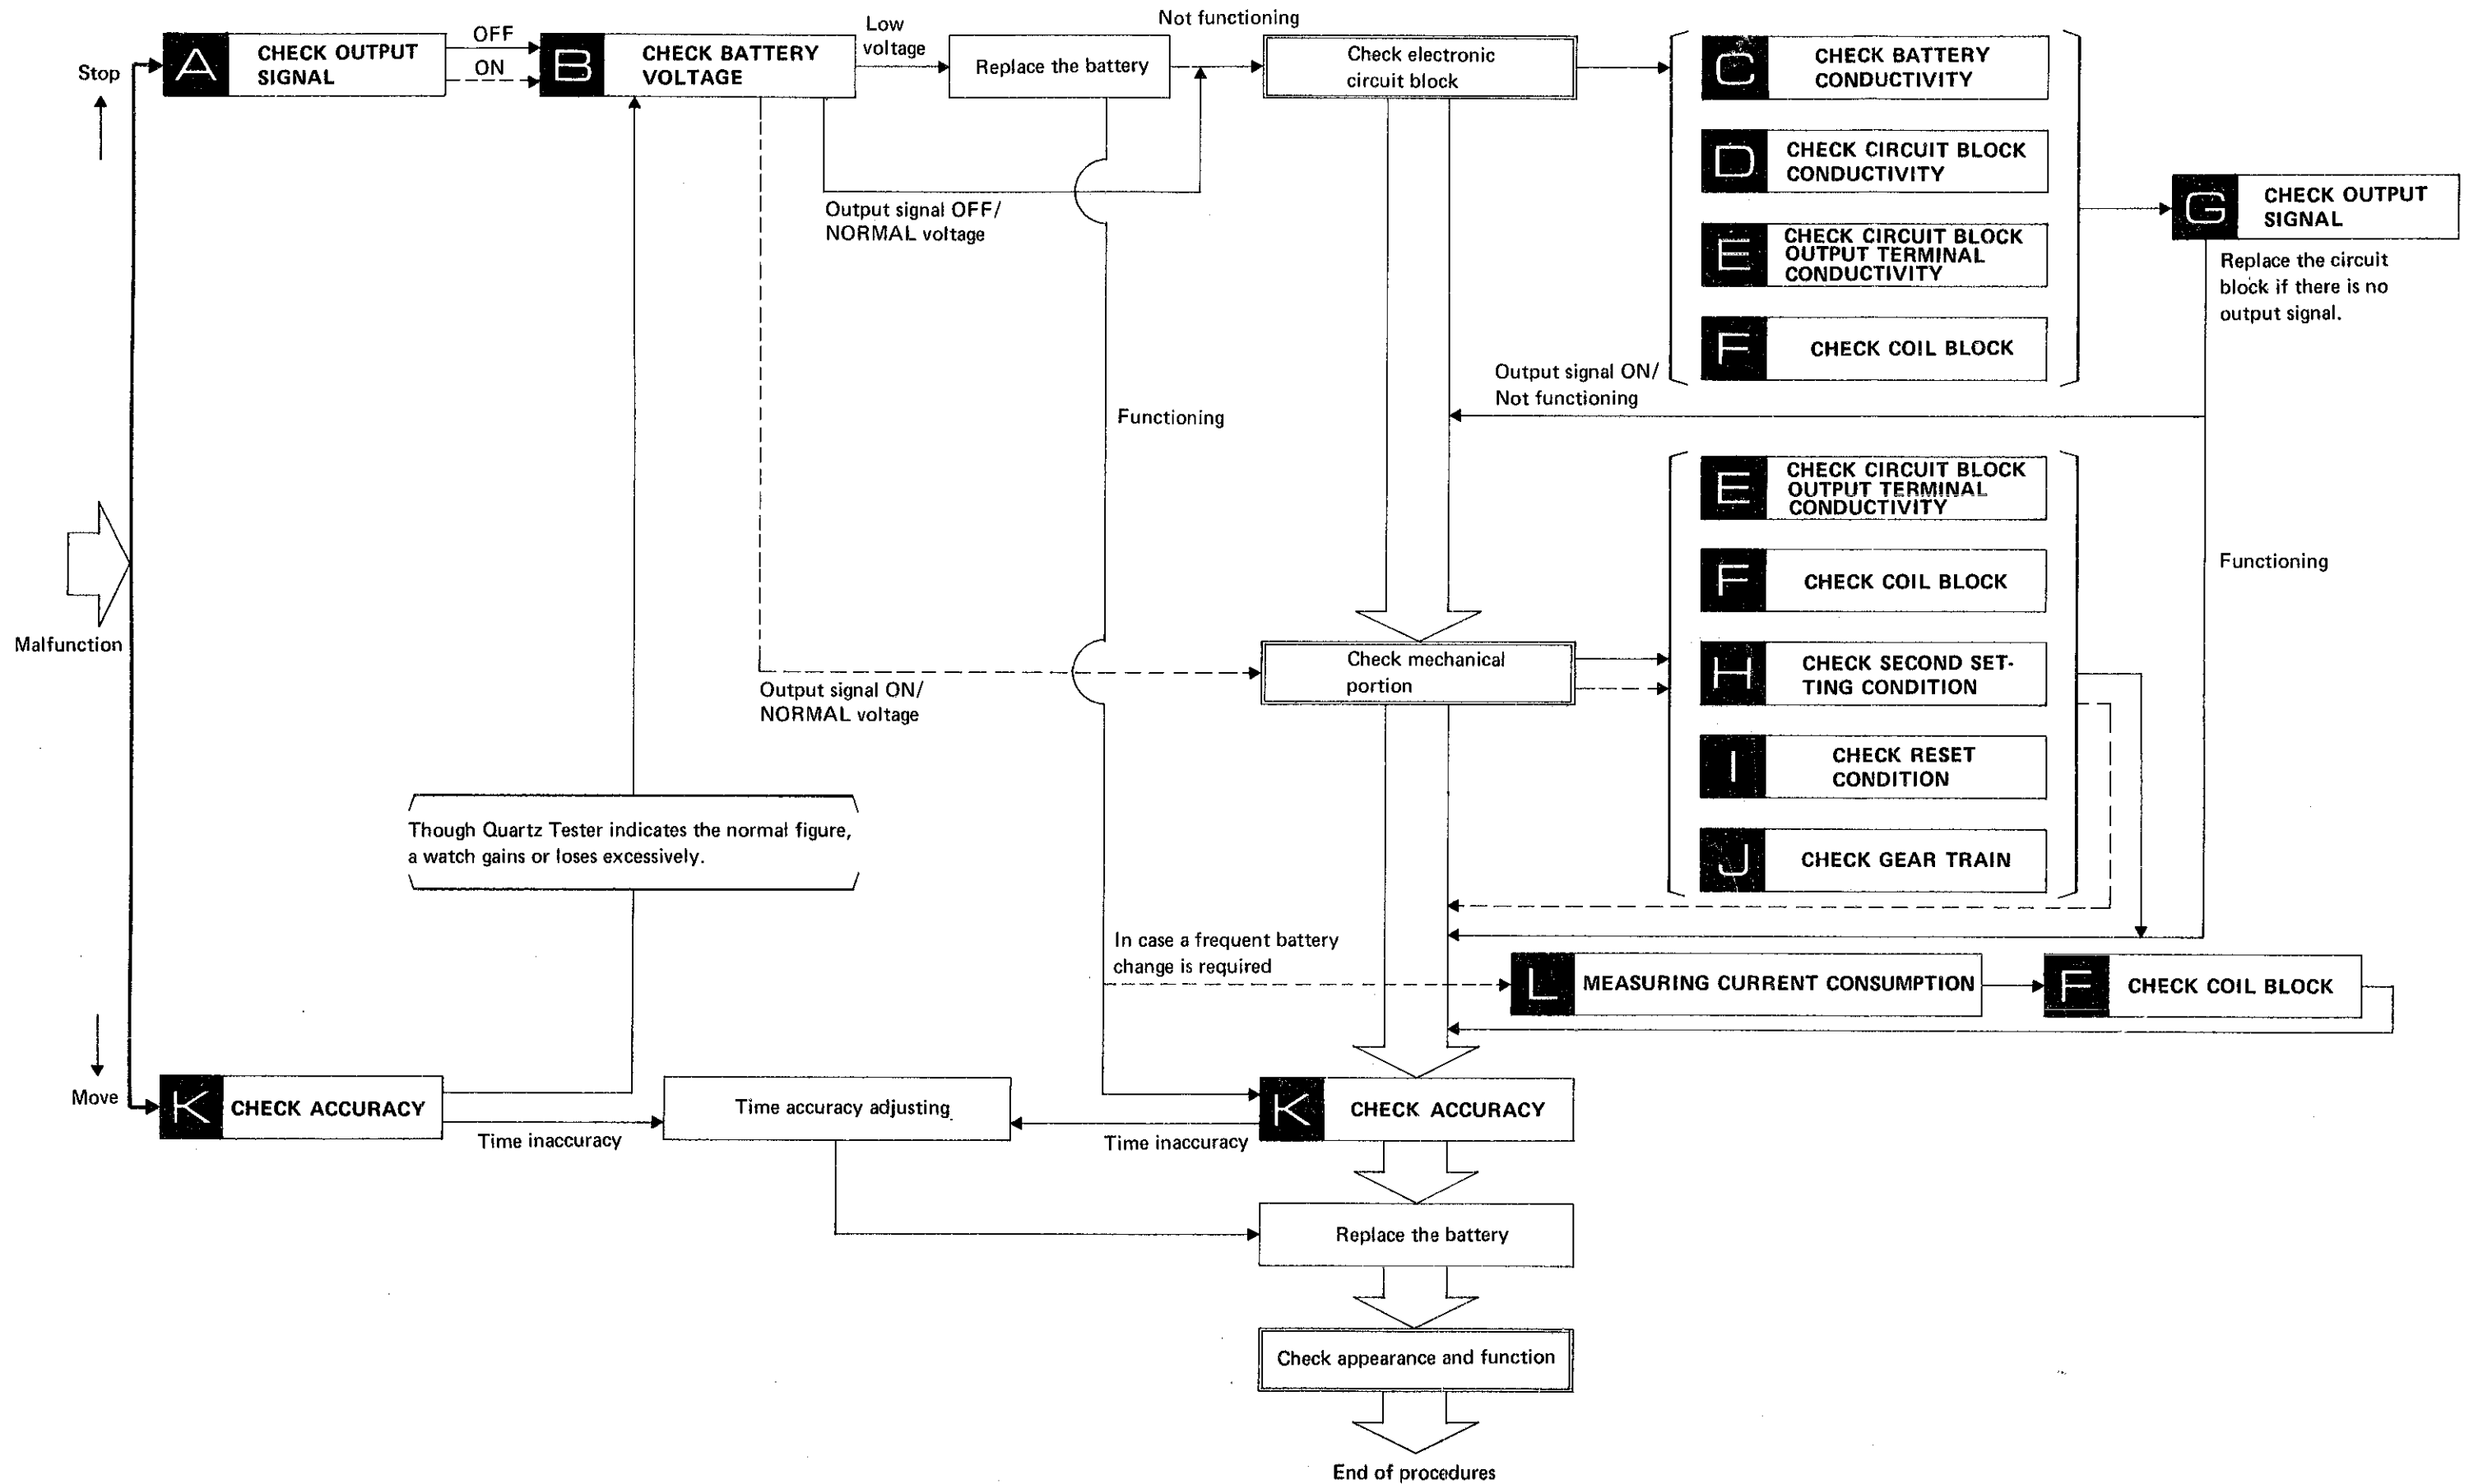 Stop
A
CHECK OUTPUT
SIGNAL
OFF
ON
B
CHECK BATTERY
VOLTAGE
Low
voltage
Replace the battery
Not functioning
Check electronic
circuit block
C
CHECK BATTERY
CONDUCTIVITY
D
CHECK CIRCUIT BLOCK
CONDUCTIVITY
E
CHECK CIRCUIT BLOCK
OUTPUT TERMINAL
CONDUCTIVITY
F
CHECK COIL BLOCK
G
CHECK OUTPUT
SIGNAL
Replace the circuit
block if there is no
output signal.
Output signal OFF/
NORMAL voltage
Output signal ON/
Not functioning
Functioning
Malfunction
E
CHECK CIRCUIT BLOCK
OUTPUT TERMINAL
CONDUCTIVITY
F
CHECK COIL BLOCK
H
CHECK SECOND SET-
TING CONDITION
I
CHECK RESET
CONDITION
J
CHECK GEAR TRAIN
Functioning
Check mechanical
portion
Output signal ON/
NORMAL voltage
Though Quartz Tester indicates the normal figure,
a watch gains or loses excessively.
In case a frequent battery
change is required
L
MEASURING CURRENT CONSUMPTION
F
CHECK COIL BLOCK
Move
K
CHECK ACCURACY
Time inaccuracy
Time accuracy adjusting
Time inaccuracy
K
CHECK ACCURACY
Replace the battery
Check appearance and function
End of procedures